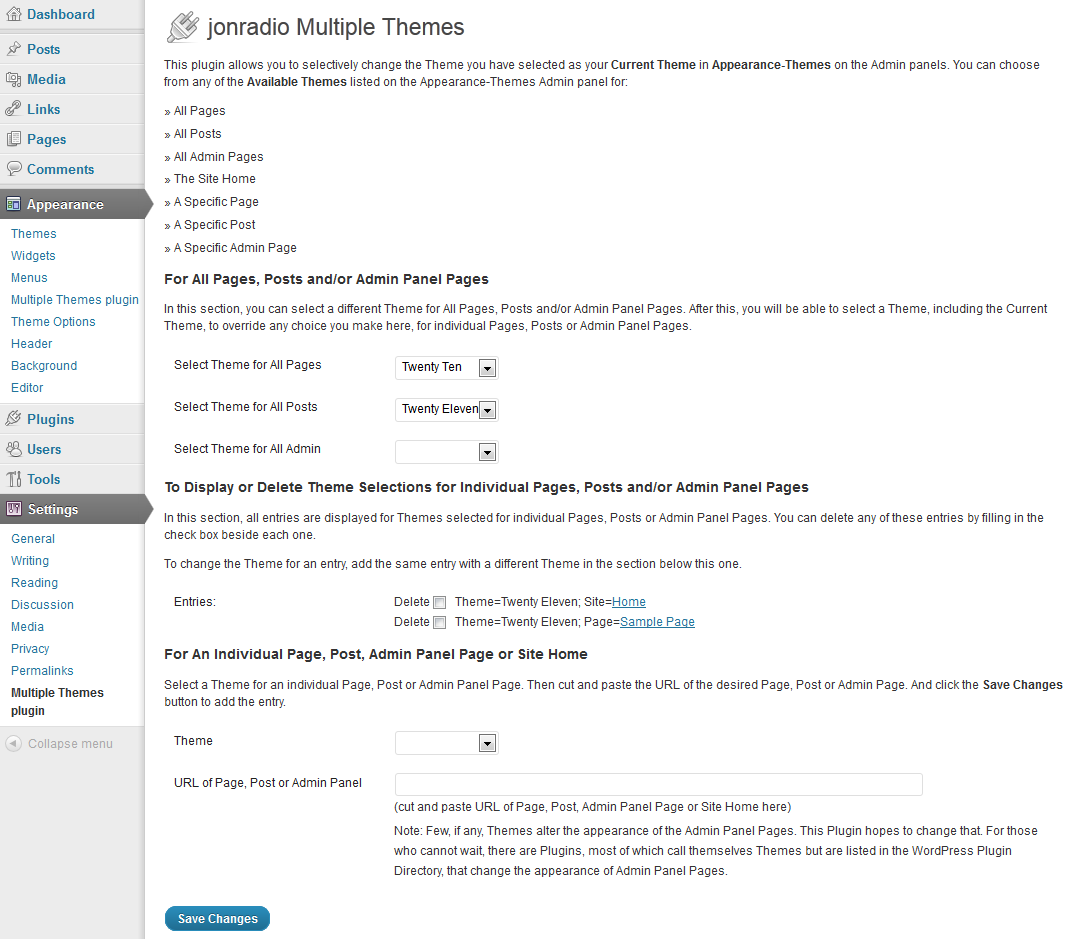 Dashboard
Posts
Media
Links
Pages
Comments
Appearance
Themes
Widgets
Menus
Multiple Themes plugin
Theme Options
Header
Background
Editor
Plugins
Users
Tools
Settings
General
Writing
Reading
Discussion
Media
Privacy
Permalinks
Multiple Themes
plugin
Collapse menu
jonradio Multiple Themes
This plugin allows you to selectively change the Theme you have selected as your Current Theme in Appearance-Themes on the Admin panels. You can choose
from any of the Available Themes listed on the Appearance-Themes Admin panel for:
» All Pages
» All Posts
» All Admin Pages
» The Site Home
» A Specific Page
» A Specific Post
» A Specific Admin Page
For All Pages, Posts and/or Admin Panel Pages
In this section, you can select a different Theme for All Pages, Posts and/or Admin Panel Pages. After this, you will be able to select a Theme, including the Current
Theme, to override any choice you make here, for individual Pages, Posts or Admin Panel Pages.
Select Theme for All Pages Twenty Ten
Select Theme for All Posts Twenty Eleven
Select Theme for All Admin
To Display or Delete Theme Selections for Individual Pages, Posts and/or Admin Panel Pages
In this section, all entries are displayed for Themes selected for individual Pages, Posts or Admin Panel Pages. You can delete any of these entries by filling in the
check box beside each one.
To change the Theme for an entry, add the same entry with a different Theme in the section below this one.
Entries: Delete Theme=Twenty Eleven; Site=Home
Delete Theme=Twenty Eleven; Page=Sample Page
For An Individual Page, Post, Admin Panel Page or Site Home
Select a Theme for an individual Page, Post or Admin Panel Page. Then cut and paste the URL of the desired Page, Post or Admin Page. And click the Save Changes
button to add the entry.
Theme
URL of Page, Post or Admin Panel
(cut and paste URL of Page, Post, Admin Panel Page or Site Home here)
Note: Few, if any, Themes alter the appearance of the Admin Panel Pages. This Plugin hopes to change that. For those
who cannot wait, there are Plugins, most of which call themselves Themes but are listed in the WordPress Plugin
Directory, that change the appearance of Admin Panel Pages.
Save Changes